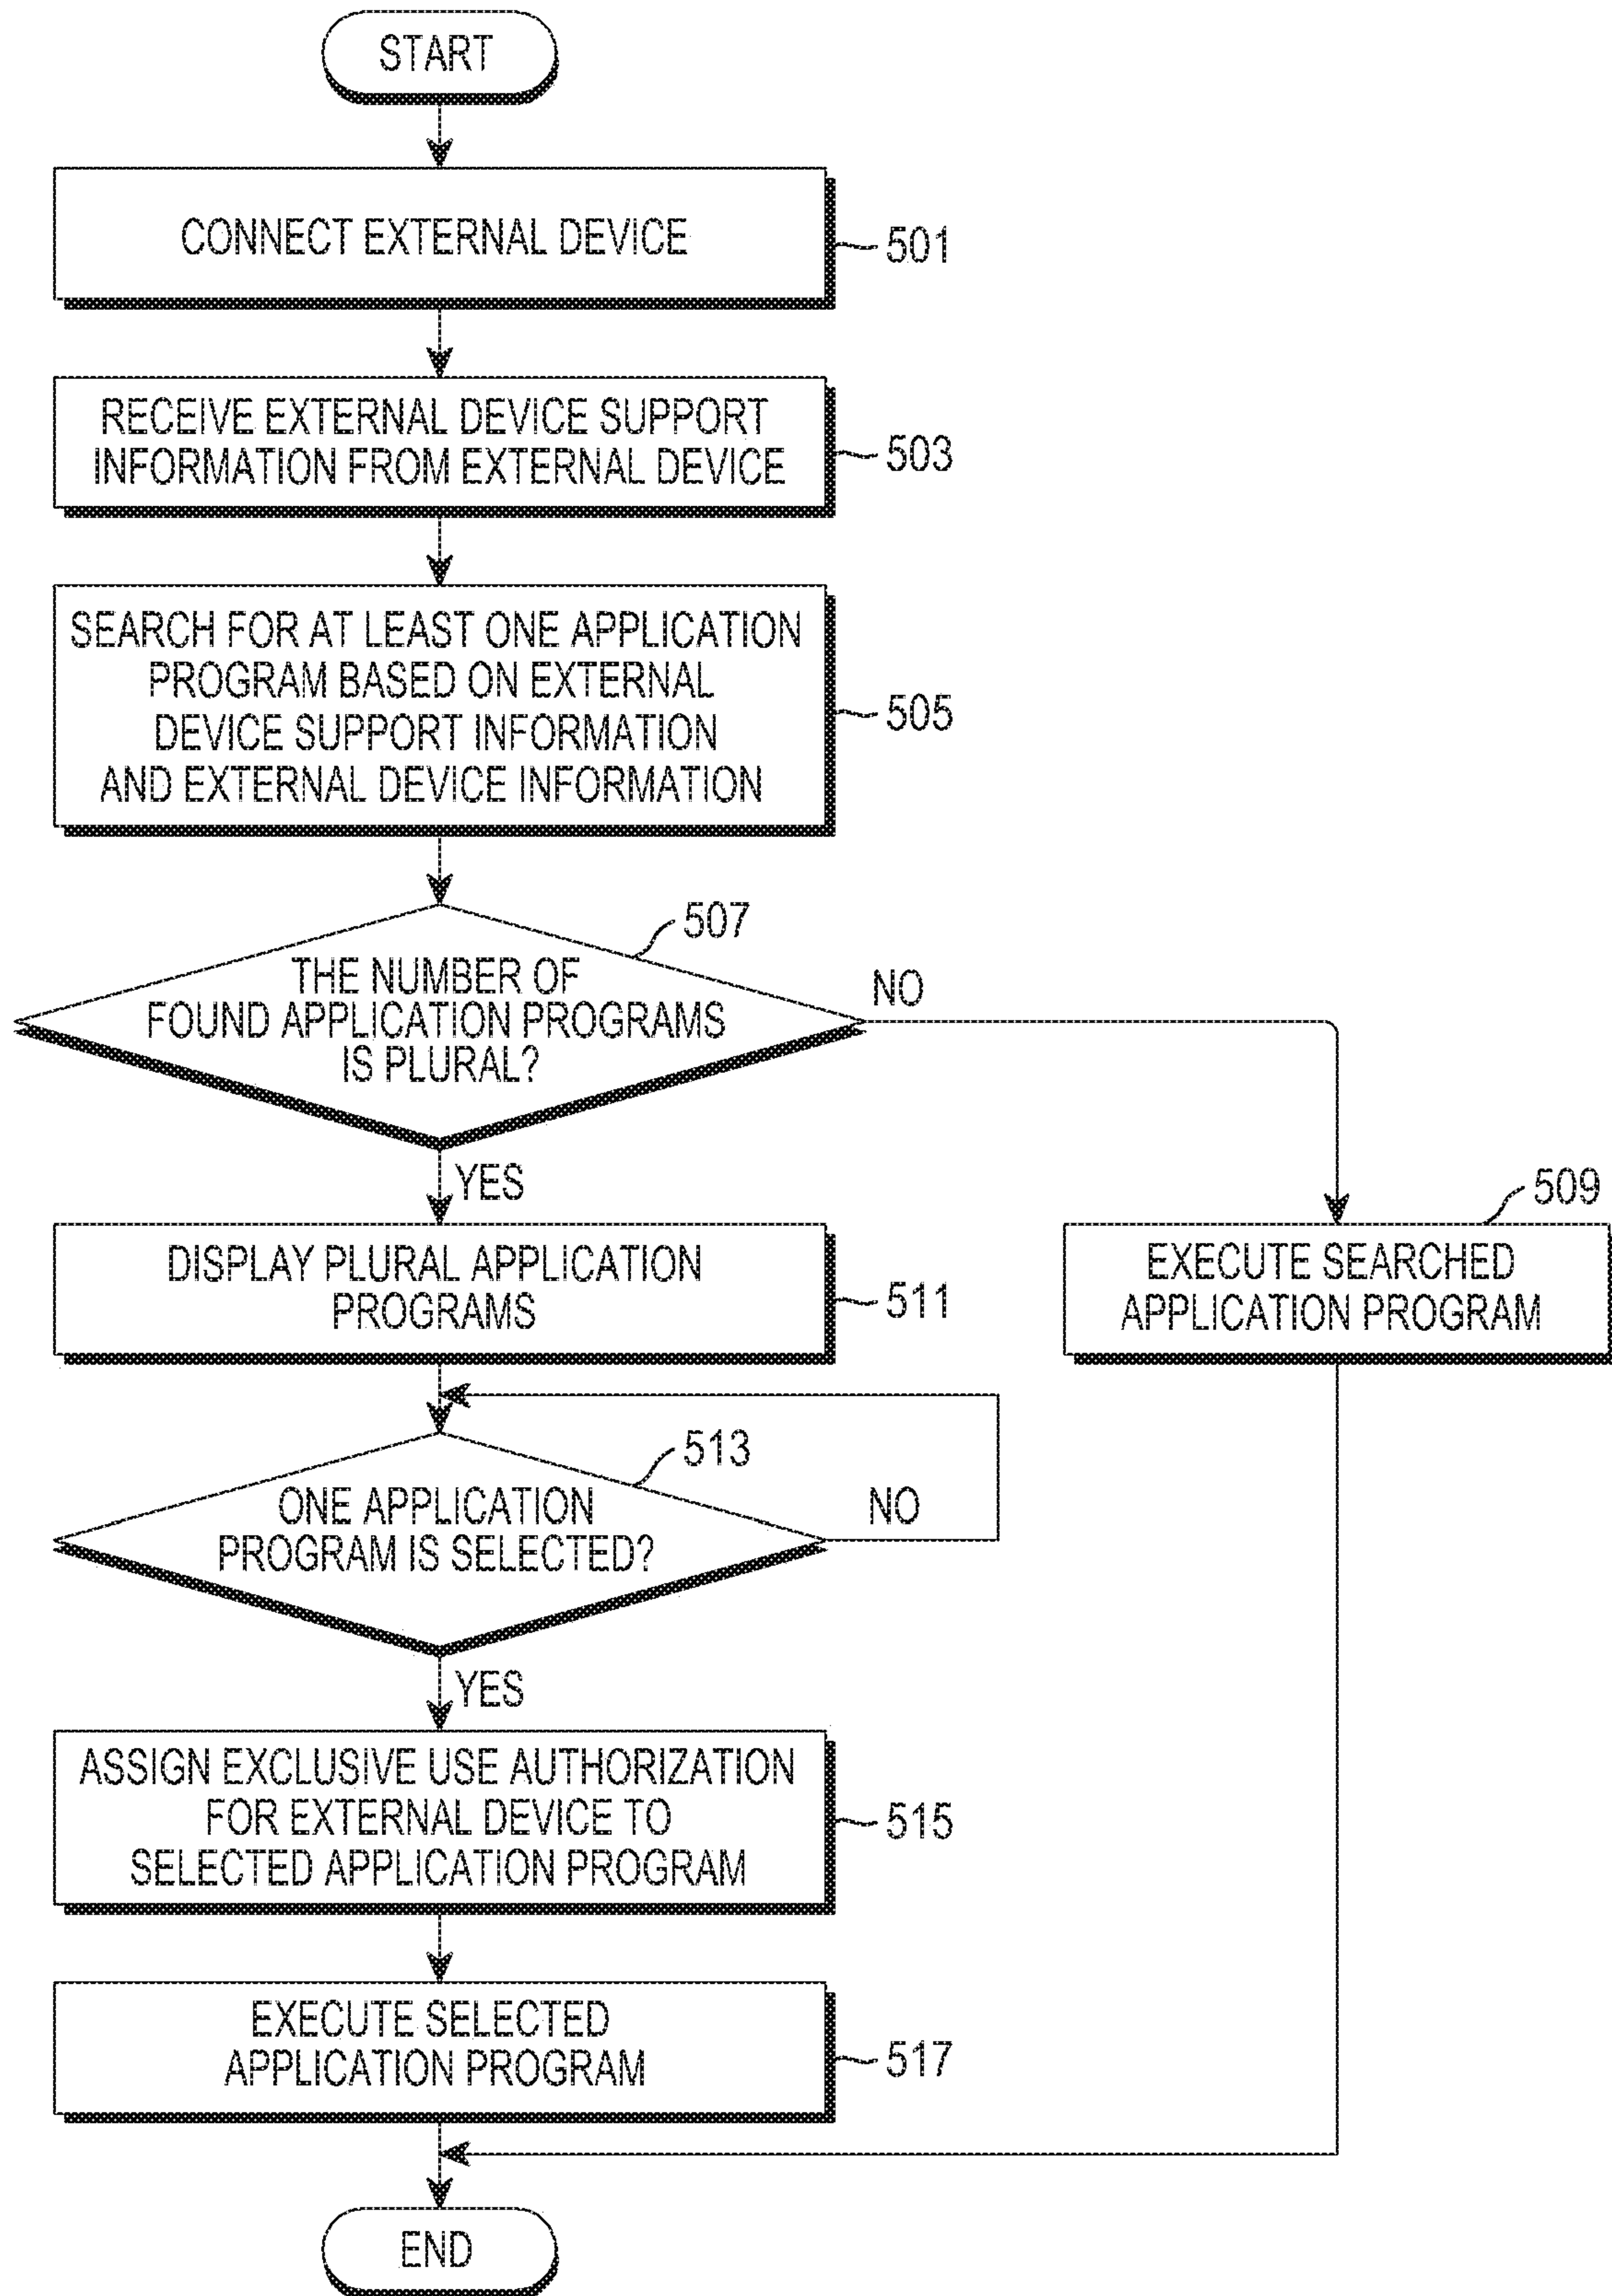 START
CONNECT EXTERNAL DEVICE
501
RECEIVE EXTERNAL DEVICE SUPPORT
INFORMATION FROM EXTERNAL DEVICE
503
SEARCH FOR AT LEAST ONE APPLICATION
PROGRAM BASED ON EXTERNAL
DEVICE SUPPORT INFORMATION
AND EXTERNAL DEVICE INFORMATION
505
507
THE NUMBER OF
FOUND APPLICATION PROGRAMS
IS PLURAL?
NO
YES
509
EXECUTE SEARCHED
APPLICATION PROGRAM
DISPLAY PLURAL APPLICATION
PROGRAMS
511
513
ONE APPLICATION
PROGRAM IS SELECTED?
NO
YES
ASSIGN EXCLUSIVE USE AUTHORIZATION
FOR EXTERNAL DEVICE TO
SELECTED APPLICATION PROGRAM
515
EXECUTE SELECTED
APPLICATION PROGRAM
517
END